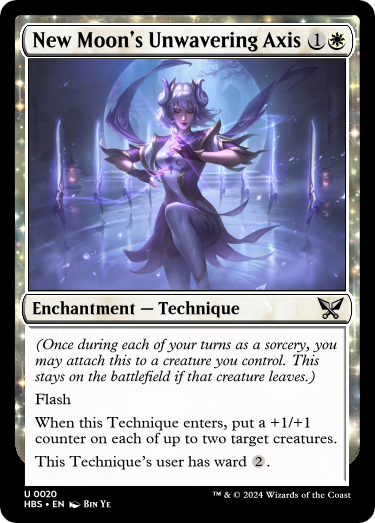 New Moon's Unwavering Axis 1
Enchantment — Technique
(Once during each of your turns as a sorcery, you
may attach this to a creature you control. This
stays on the battlefield if that creature leaves.)
Flash
When this Technique enters, put a +1/+1
counter on each of up to two target creatures.
This Technique's user has ward 2.
U 0020
HBS • EN Bin Ye
™ & © 2024 Wizards of the Coast